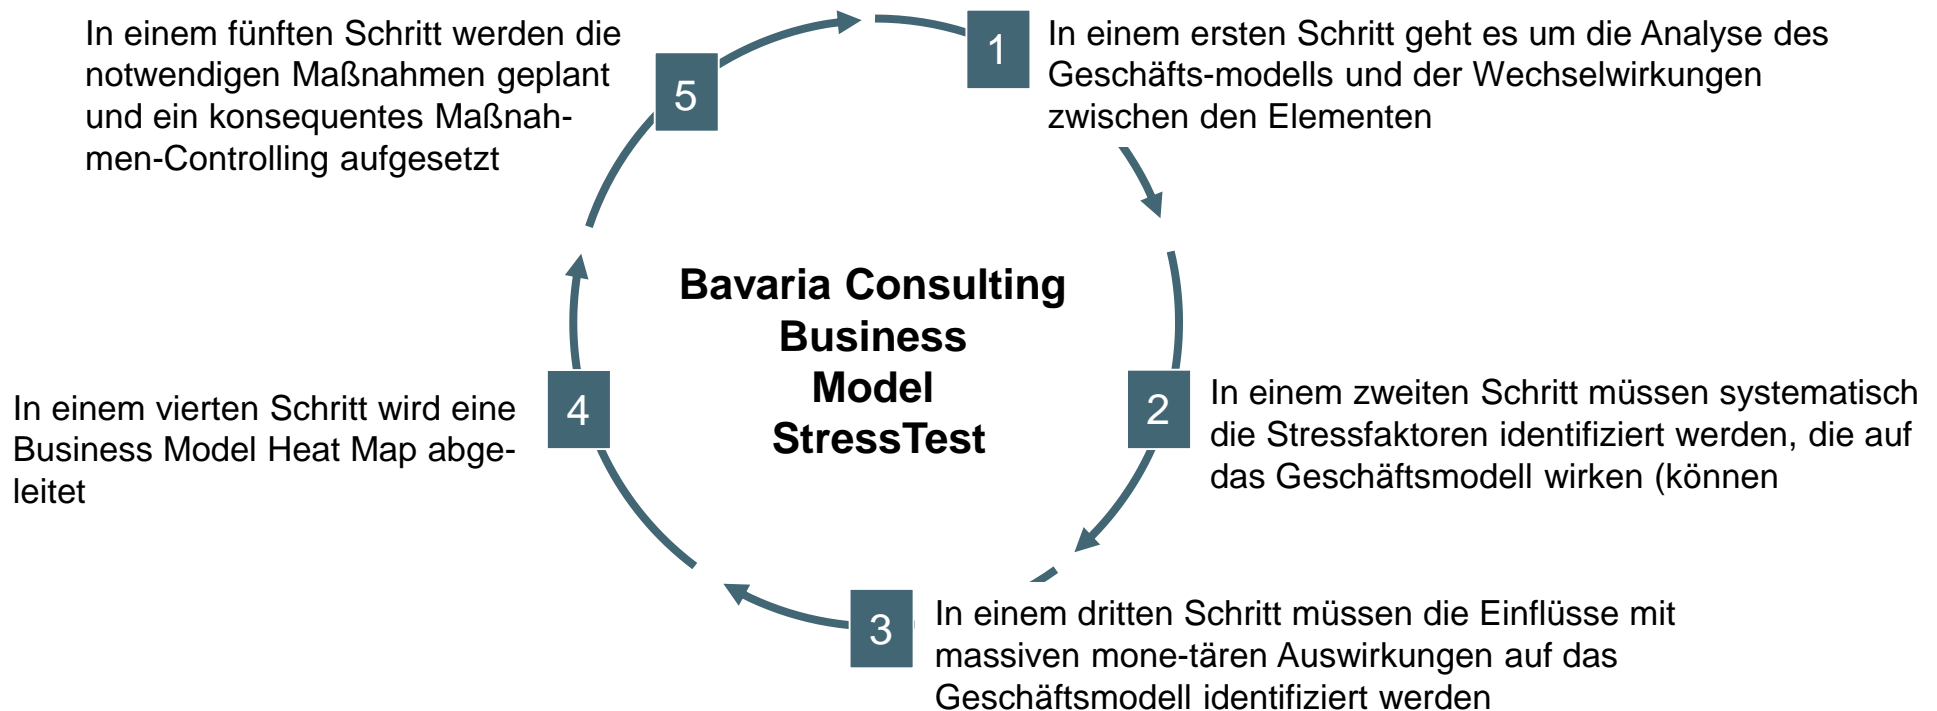 1
In einem ersten Schritt geht es um die Analyse des
Geschäfts-modells und der Wechselwirkungen
zwischen den Elementen
2
In einem zweiten Schritt müssen systematisch
die Stressfaktoren identifiziert werden, die auf
das Geschäftsmodell wirken (können
3
In einem dritten Schritt müssen die Einflüsse mit
massiven mone-tären Auswirkungen auf das
Geschäftsmodell identifiziert werden
4
In einem vierten Schritt wird eine
Business Model Heat Map abge-
leitet
5
In einem fünften Schritt werden die
notwendigen Maßnahmen geplant
und ein konsequentes Maßnah-
men-Controlling aufgesetzt
Bavaria Consulting
Business
Model
StressTest